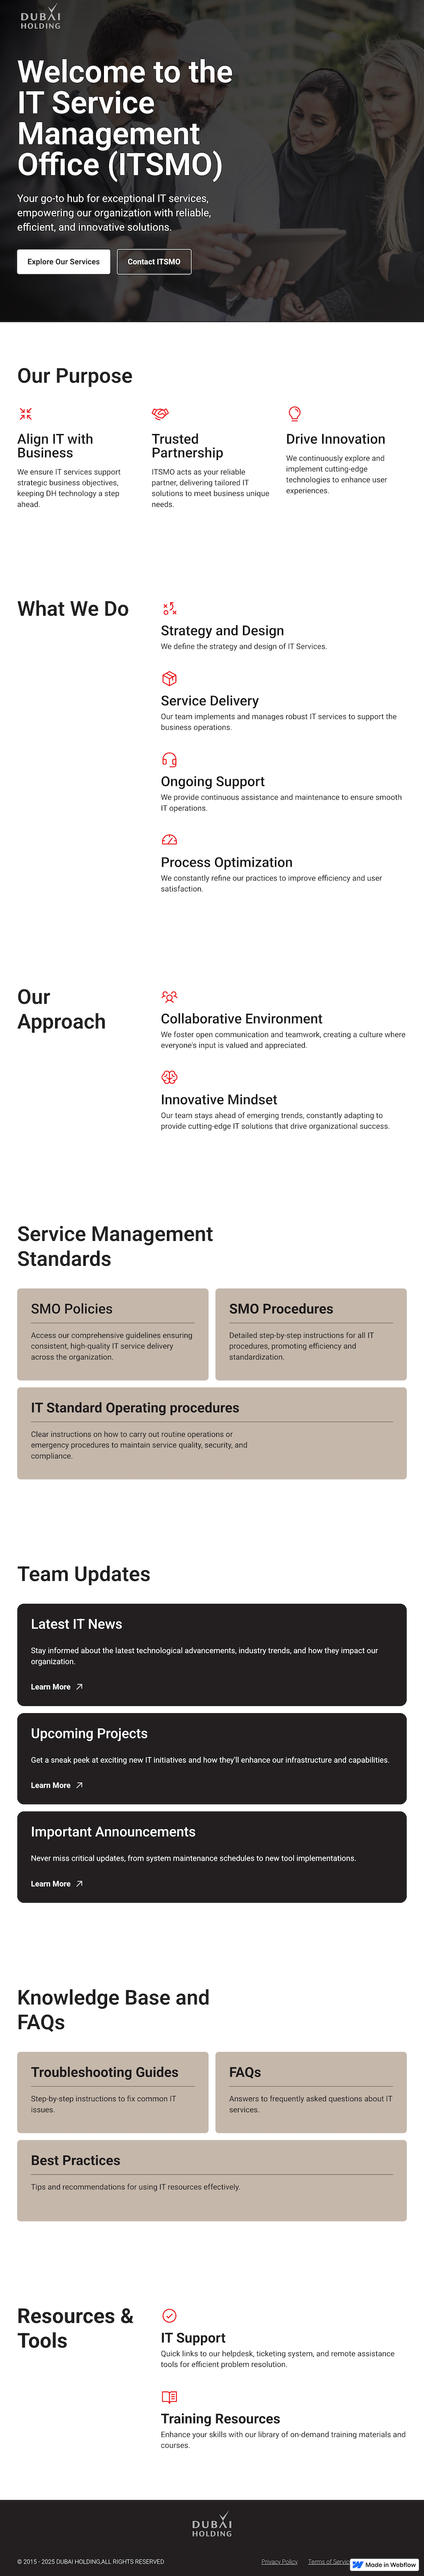 DUBAI
HOLDING
Welcome to the
IT Service
Management
Office (ITSMO)
Your go-to hub for exceptional IT services,
empowering our organization with reliable,
efficient, and innovative solutions.
Explore Our Services
Contact ITSMO
Our Purpose
Align IT with
Business
We ensure IT services support
strategic business objectives,
keeping DH technology a step
ahead.
Trusted
Partnership
ITSMO acts as your reliable
partner, delivering tailored IT
solutions to meet business unique
needs.
Drive Innovation
We continuously explore and
implement cutting-edge
technologies to enhance user
experiences.
What We Do
Strategy and Design
We define the strategy and design of IT Services.
Service Delivery
Our team implements and manages robust IT services to support the
business operations.
Ongoing Support
We provide continuous assistance and maintenance to ensure smooth
IT operations.
Process Optimization
We constantly refine our practices to improve efficiency and user
satisfaction.
Our
Approach
Collaborative Environment
We foster open communication and teamwork, creating a culture where
everyone's input is valued and appreciated.
Innovative Mindset
Our team stays ahead of emerging trends, constantly adapting to
provide cutting-edge IT solutions that drive organizational success.
Service Management
Standards
SMO Policies
Access our comprehensive guidelines ensuring
consistent, high-quality IT service delivery
across the organization.
SMO Procedures
Detailed step-by-step instructions for all IT
procedures, promoting efficiency and
standardization.
IT Standard Operating procedures
Clear instructions on how to carry out routine operations or
emergency procedures to maintain service quality, security, and
compliance.
Team Updates
Latest IT News
Stay informed about the latest technological advancements, industry trends, and how they impact our
organization.
Learn More
Upcoming Projects
Get a sneak peek at exciting new IT initiatives and how they'll enhance our infrastructure and capabilities.
Learn More
Important Announcements
Never miss critical updates, from system maintenance schedules to new tool implementations.
Learn More
Knowledge Base and
FAQs
Troubleshooting Guides
Step-by-step instructions to fix common IT
issues.
FAQs
Answers to frequently asked questions about IT
services.
Best Practices
Tips and recommendations for using IT resources effectively.
Resources &
Tools
IT Support
Quick links to our helpdesk, ticketing system, and remote assistance
tools for efficient problem resolution.
Training Resources
Enhance your skills with our library of on-demand training materials and
courses.
DUBAI
HOLDING
© 2015 - 2025 DUBAI HOLDING,ALL RIGHTS RESERVED
Privacy Policy
Terms of Servic
Made in Webflow